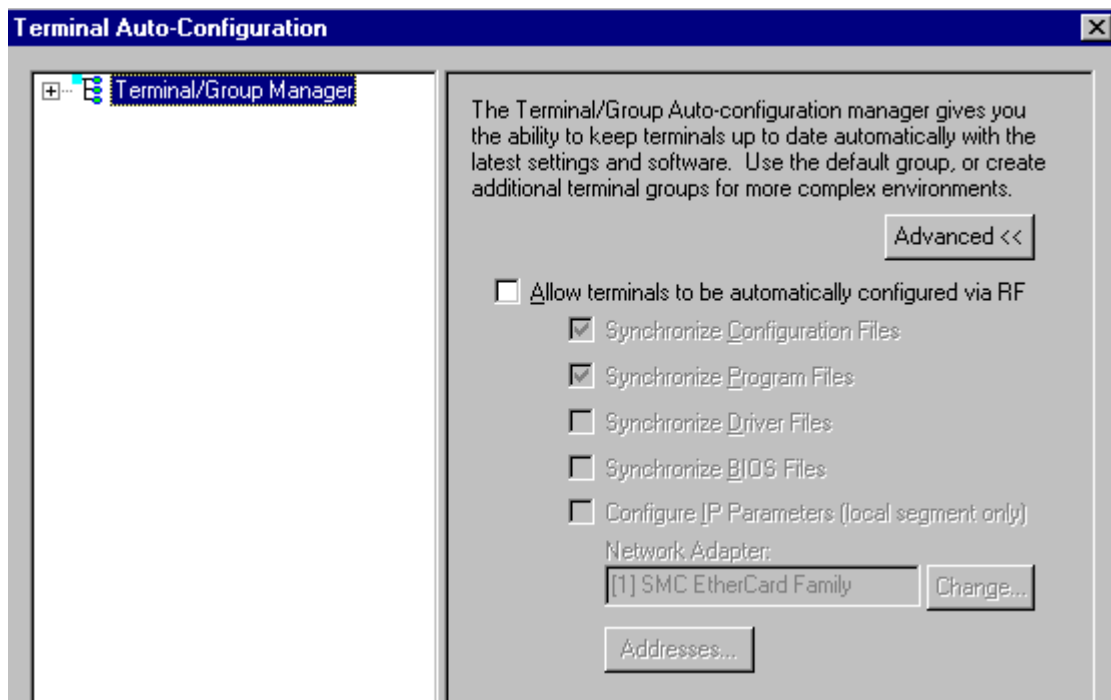 Terminal Auto-Configuration
Terminal/Group Manager
The Terminal/Group Auto-configuration manager gives you
the ability to keep terminals up to date automatically with the
latest settings and software. Use the default group, or create
additional terminal groups for more complex environments.
Advanced <<
Allow terminals to be automatically configured via RF
Synchronize Configuration Files
Synchronize Program Files
Synchronize Driver Files
Synchronize BIOS Files
Configure IP Parameters (local segment only)
Network Adapter:
[1] SMC EtherCard Family
Change...
Addresses...